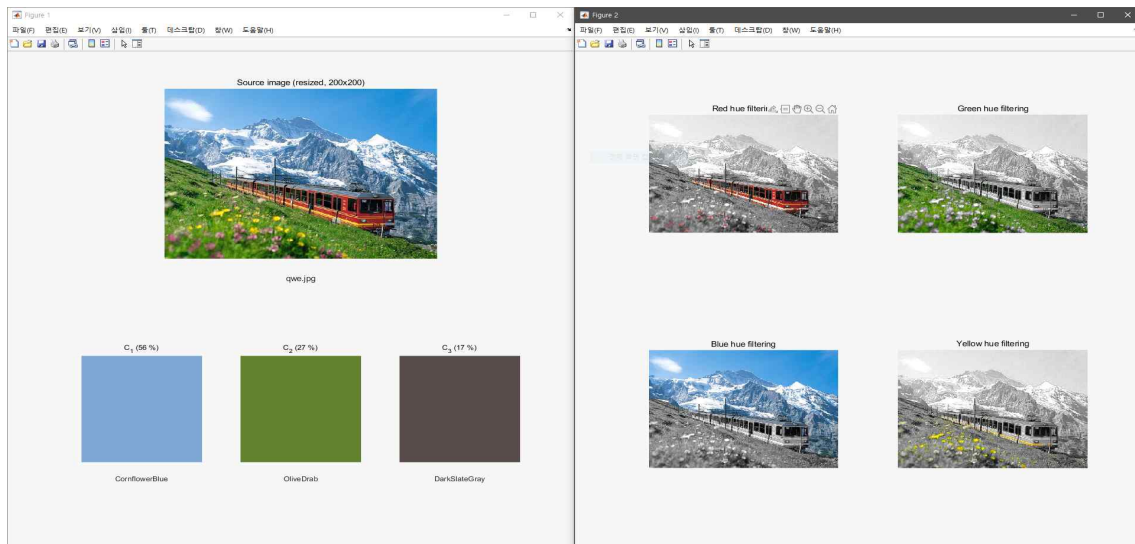 Figure 1
파일(F) 편집(E) 보기(V) 삽입(I) 툴(T) 데스크탑(D) 창(W) 도움말(H)
Source image (resized, 200x200)
qwe.jpg
C1 (56 %)
C2 (27 %)
C3 (17 %)
CornflowerBlue
OliveDrab
DarkSlateGray
Figure 2
파일(F) 편집(E) 보기(V) 삽입(I) 툴(T) 데스크탑(D) 창(W) 도움말(H)
Red hue filterin
Green hue filtering
Blue hue filtering
Yellow hue filtering